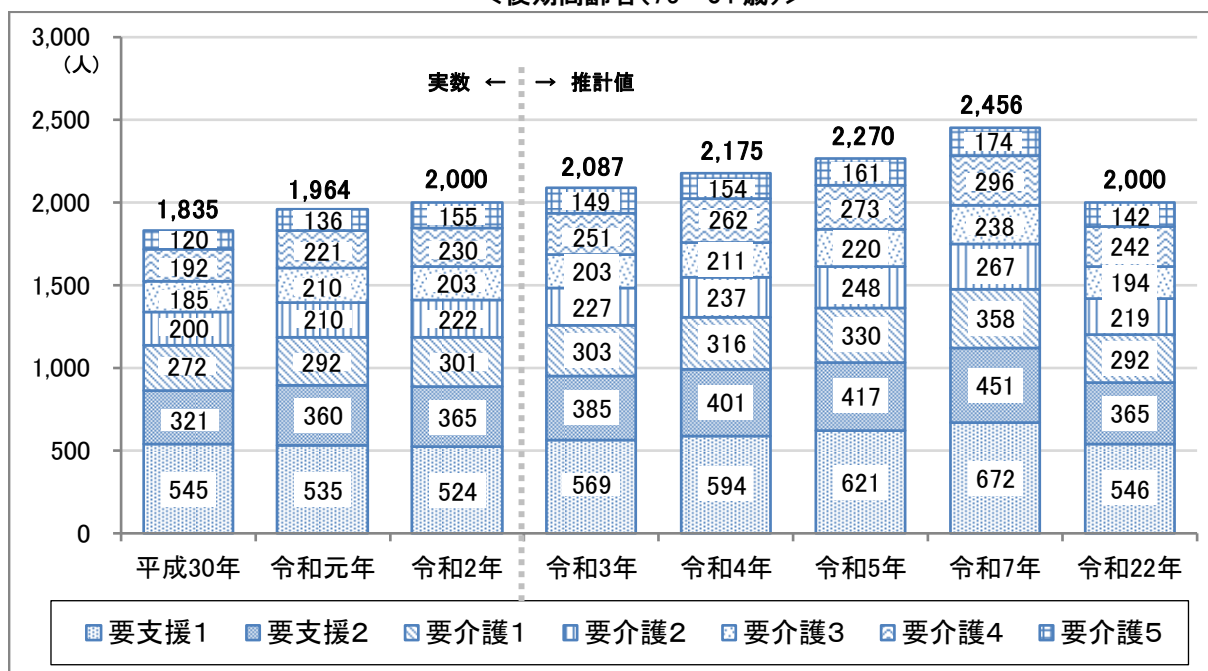 3,000
(人)
2,500
2,000
1,500
1,000
500
0
実数 ← → 推計値
1,835 1,964 2,000 2,087 2,175 2,270 2,456 2,000
120 136 155 149 154 161 174 142
192 221 230 251 262 273 296 242
185 210 203 203 211 220 238 194
200 210 222 227 237 248 267 219
272 292 301 303 316 330 358 292
321 360 365 385 401 417 451 365
545 535 524 569 594 621 672 546
平成30年 令和元年 令和2年 令和3年 令和4年 令和5年 令和7年 令和22年
要支援1 要支援2 要介護1 要介護2 要介護3 要介護4 要介護5